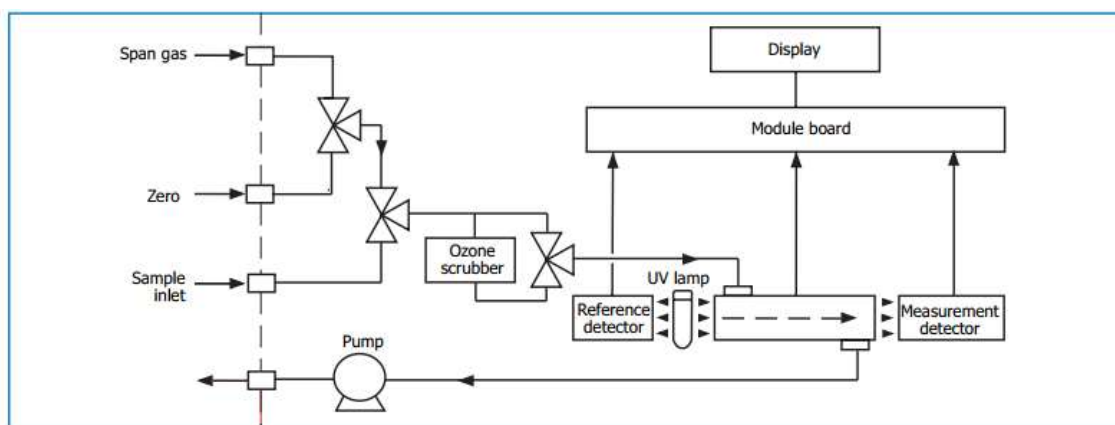 Span gas
Display
Module board
Zero
Ozone
scrubber
Sample
inlet
UV lamp
Reference
detector
Measurement
detector
Pump